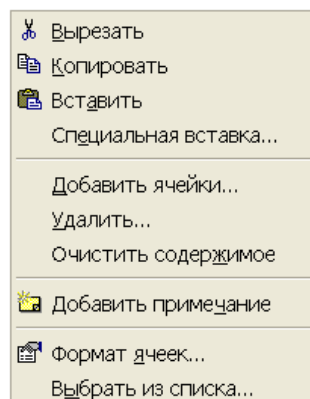 Вырезать
Копировать
Вставить
Специальная вставка...
Добавить ячейки...
Удалить...
Очистить содержимое
Добавить примечание
Формат ячеек...
Выбрать из списка...